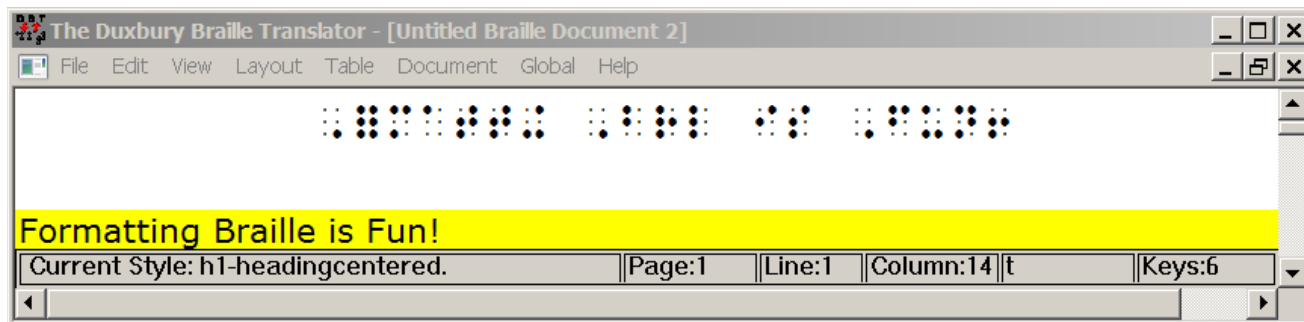 The Duxbury Braille Translator - [Untitled Braille Document 2]
File Edit View Layout Table Document Global Help
⠠⠿⠍⠁⠞⠞⠬ ⠠⠃⠗⠇ ⠊⠎ ⠠⠋⠥⠝⠖
Formatting Braille is Fun!
Current Style: h1-headingcentered. Page:1 Line:1 Column:14 t Keys:6